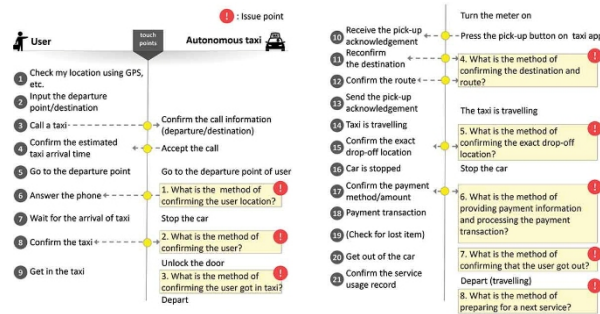 ! : Issue point
User
touch
points
Autonomous taxi
1 Check my location using GPS,
etc.
2 Input the departure
point/destination
3 Call a taxi
Confirm the call information
(departure/destination)
4 Confirm the estimated
taxi arrival time
Accept the call
5 Go to the departure point
Go to the departure point of user
6 Answer the phone
1. What is the method of
confirming the user location?
!
7 Wait for the arrival of taxi
Stop the car
8 Confirm the taxi
2. What is the method of
confirming the user?
!
Unlock the door
9 Get in the taxi
3. What is the method of
confirming the user got in taxi?
!
Depart
Turn the meter on
10 Receive the pick-up
acknowledgement
Press the pick-up button on taxi app
11 Reconfirm
the destination
12 Confirm the route
4. What is the method of
confirming the destination and
route?
!
13 Send the pick-up
acknowledgement
14 Taxi is travelling
The taxi is travelling
15 Confirm the exact
drop-off location
5. What is the method of
confirming the exact drop-off
location?
!
16 Car is stopped
Stop the car
17 Confirm the payment
method/amount
18 Payment transaction
6. What is the method of
providing payment information
and processing the payment
transaction?
!
19 (Check for lost item)
20 Get out of the car
7. What is the method of
confirming that the user got out?
!
21 Confirm the service
usage record
Depart (travelling)
8. What is the method of
preparing for a next service?
!